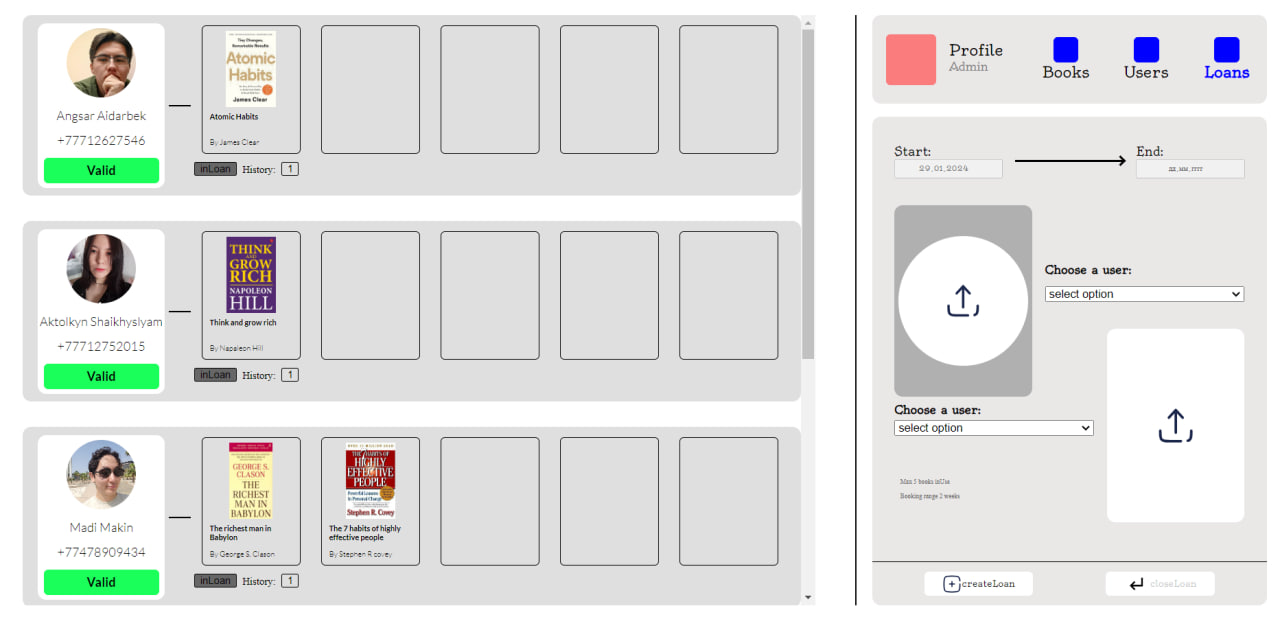 Angsar Aidarbek
+77712627546
Valid
Tiny Changes,
Remarkable Results
Atomic
Habits
James Clear
Atomic Habits
By James Clear
inLoan History: 1
Aktolkyn Shaikhyslyam
+77712752015
Valid
THINK
AND
GROW
RICH
NAPOLEON
HILL
Think and grow rich
By Napaleon Hill
inLoan History: 1
Madi Makin
+77478909434
Valid
GEORGE S.
CLASON
THE
RICHEST
MAN IN
BABYLON
The richest man in
Babylon
By George S. Clason
THE 7 HABITS OF
HIGHLY
EFFECTIVE
PEOPLE
Powerful Lessons
in Personal Change
Stephen R. Covey
The 7 habits of highly
effective people
By Stephen R covey
inLoan History: 1
Profile
Admin
Books
Users
Loans
Start:
29.01.2024
End:
дд.мм.гггг
Choose a user:
select option
Choose a user:
select option
Max 5 books inUse
Booking range 2 weeks
createLoan
closeLoan